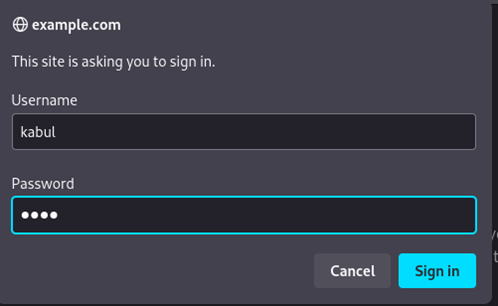 example.com
This site is asking you to sign in.
Username
kabul
Password
••••
Cancel Sign in